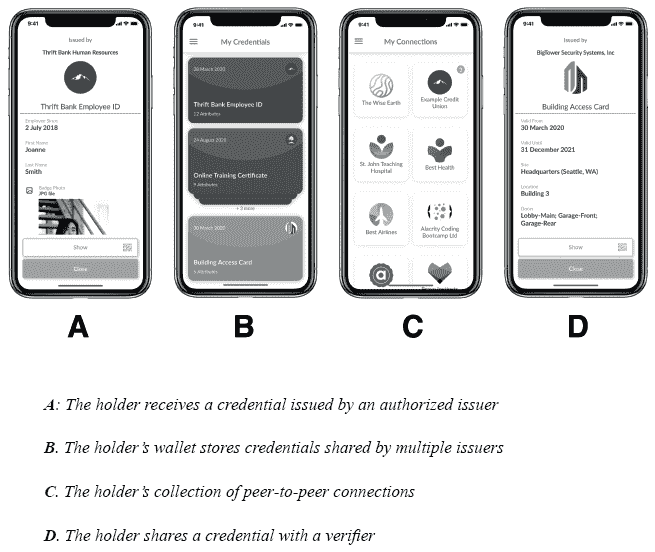 9:41
Issued by
Thrift Bank Human Resources
Thrift Bank Employee ID
Employee Since
2 July 2018
First Name
Joanne
Last Name
Smith
Badge Photo
JPG file
Show
Close
9:41
My Credentials
28 March 2020
Thrift Bank Employee ID
12 Attributes
24 August 2020
Online Training Certificate
9 Attributes
30 March 2020
Building Access Card
6 Attributes
9:41
My Connections
The Wise Earth
Example Credit
Union
St. John Teaching
Hospital
Best Health
Best Airlines
Alacrity Coding
Bootcamp Ltd
9:41
Issued by
BigTower Security Systems, Inc
Building Access Card
Valid From
30 March 2020
Valid Until
31 December 2021
Site
Headquarters (Seattle, WA)
Location
Building 3
Doors
Lobby-Main; Garage-Front;
Garage-Rear
Show
Close
A
B
C
D
A: The holder receives a credential issued by an authorized issuer
B. The holder's wallet stores credentials shared by multiple issuers
C. The holder's collection of peer-to-peer connections
D. The holder shares a credential with a verifier